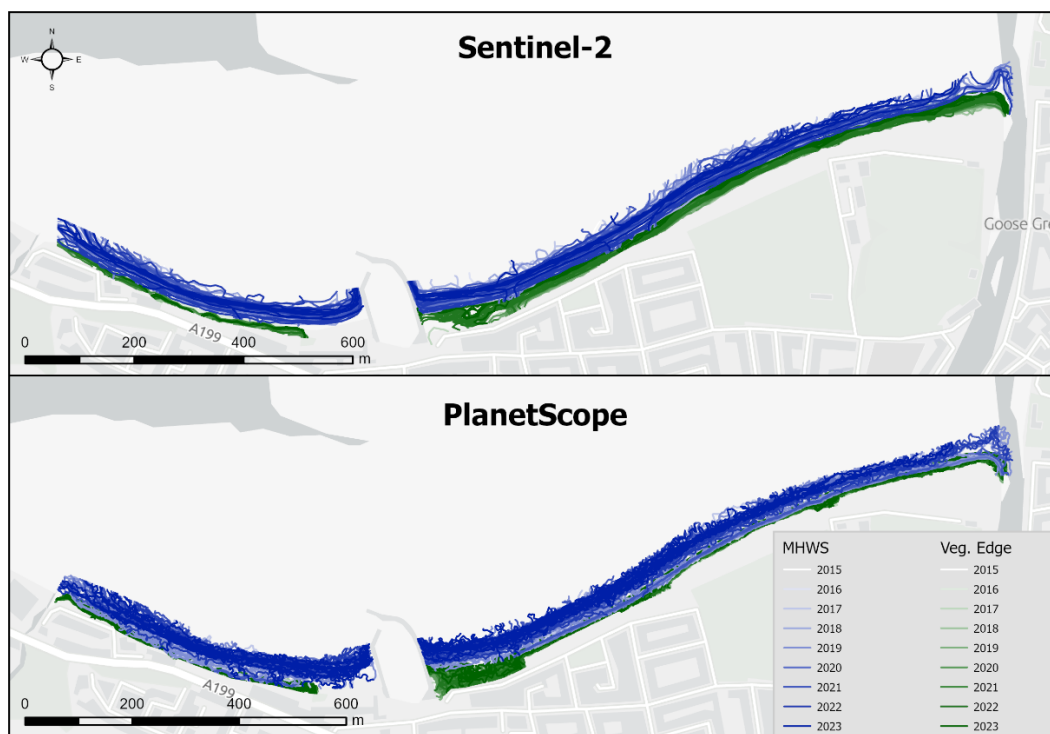 Sentinel-2
N
W E
S
Goose Gre
A199
0 200 400 600
m
PlanetScope
A199
0 200 400 600
m
MHWS Veg. Edge
2015 2015
2016 2016
2017 2017
2018 2018
2019 2019
2020 2020
2021 2021
2022 2022
2023 2023